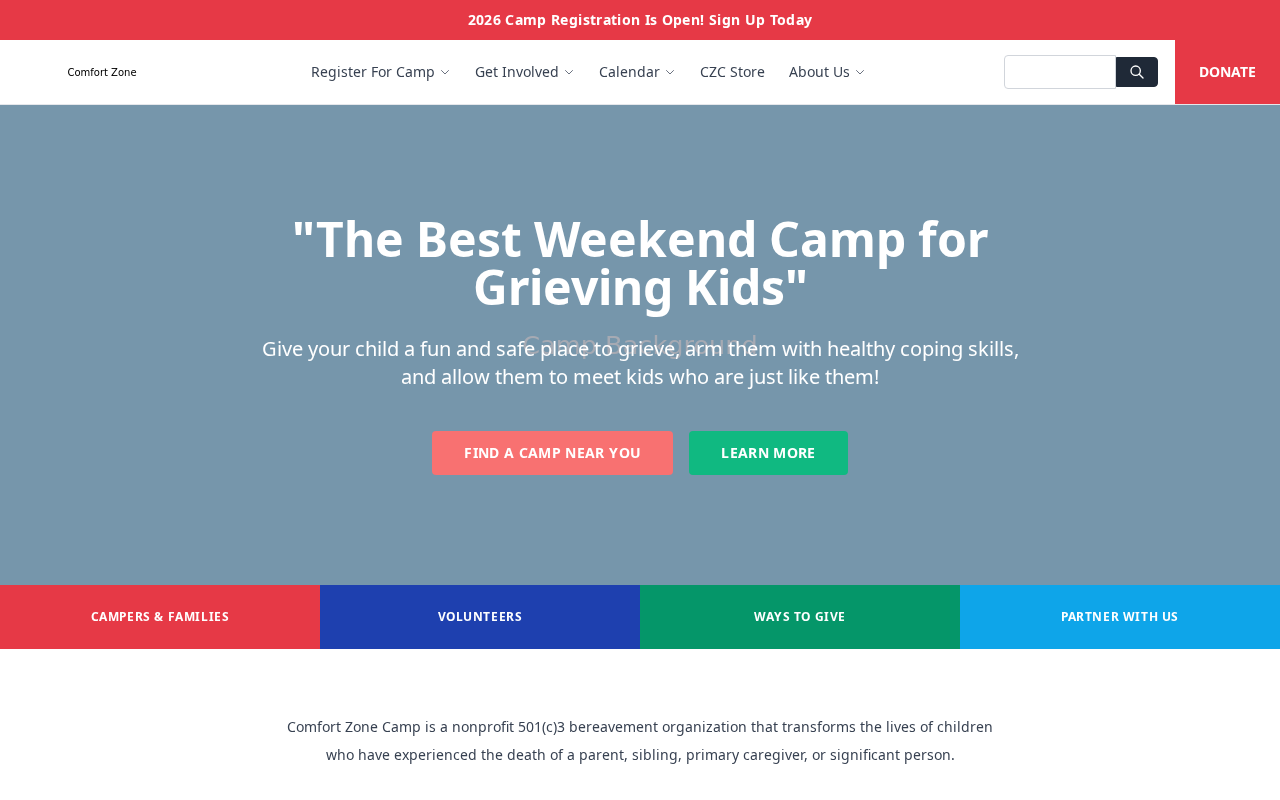 2026 Camp Registration Is Open! Sign Up Today
Comfort Zone
Register For Camp
Get Involved
Calendar
CZC Store
About Us
DONATE
"The Best Weekend Camp for
Grieving Kids"
Camp Background
Give your child a fun and safe place to grieve, arm them with healthy coping skills,
and allow them to meet kids who are just like them!
FIND A CAMP NEAR YOU
LEARN MORE
CAMPERS & FAMILIES
VOLUNTEERS
WAYS TO GIVE
PARTNER WITH US
Comfort Zone Camp is a nonprofit 501(c)3 bereavement organization that transforms the lives of children
who have experienced the death of a parent, sibling, primary caregiver, or significant person.